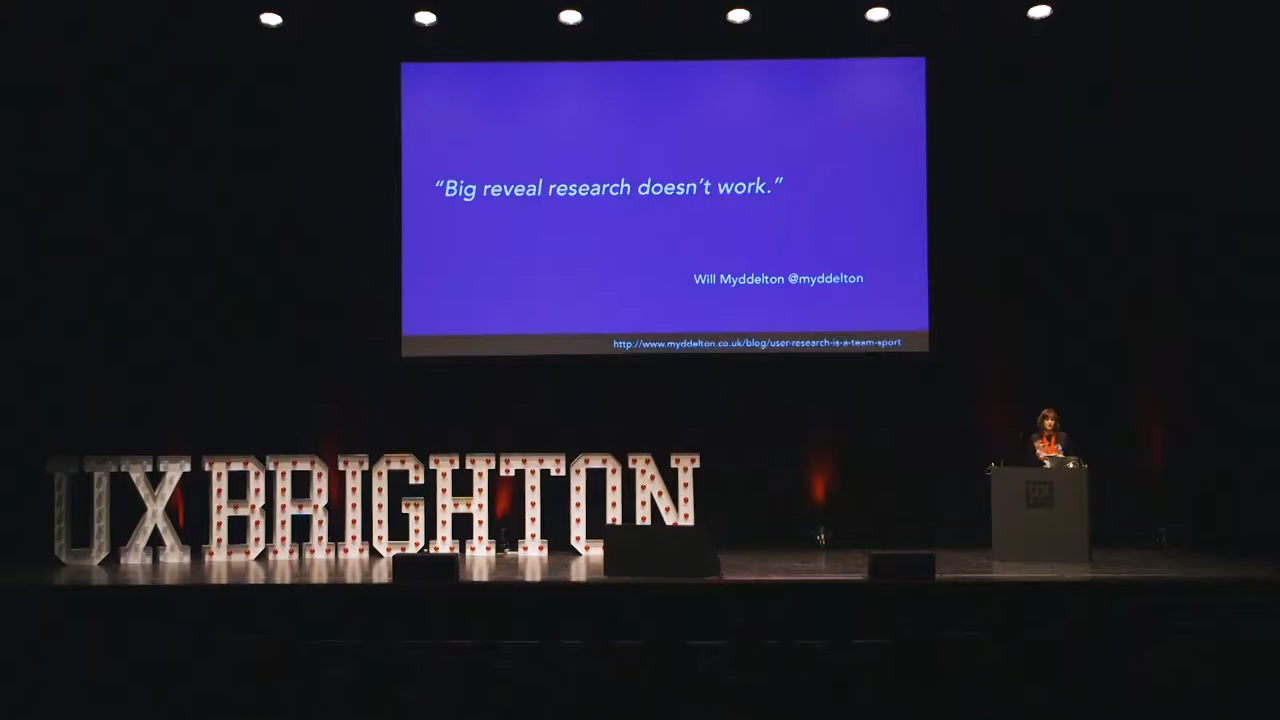 “Big reveal research doesn’t work.”
Will Myddelton @myddelton
http://www.myddelton.co.uk/blog/user-research-is-a-team-sport
UX BRIGHTON
UX